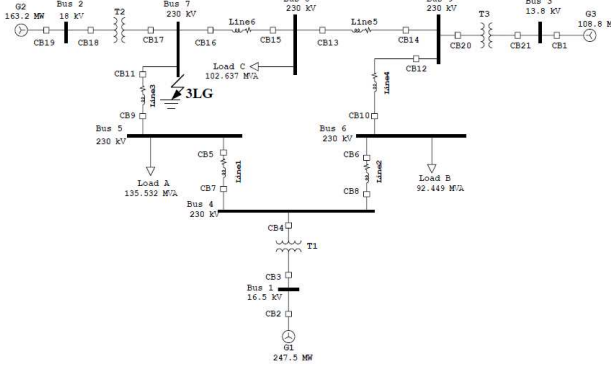 G2
163.2 MW
Bus 2
18 kV
T2
Bus 7
230 kV
Line6
230 kV
Line5
230 kV
T3
Bus 3
13.8 kV
G3
108.8 M
CB19
CB18
CB17
CB16
CB15
CB13
CB14
CB20
CB21
CB1
CB11
Line3
3LG
Load C
102.637 MVA
CB12
Line4
CB9
CB10
Bus 5
230 kV
Bus 6
230 kV
CB5
Line1
CB7
CB6
Line2
CB8
Load A
135.532 MVA
Load B
92.449 MVA
Bus 4
230 kV
CB4
T1
CB3
Bus 1
16.5 kV
CB2
G1
247.5 MW